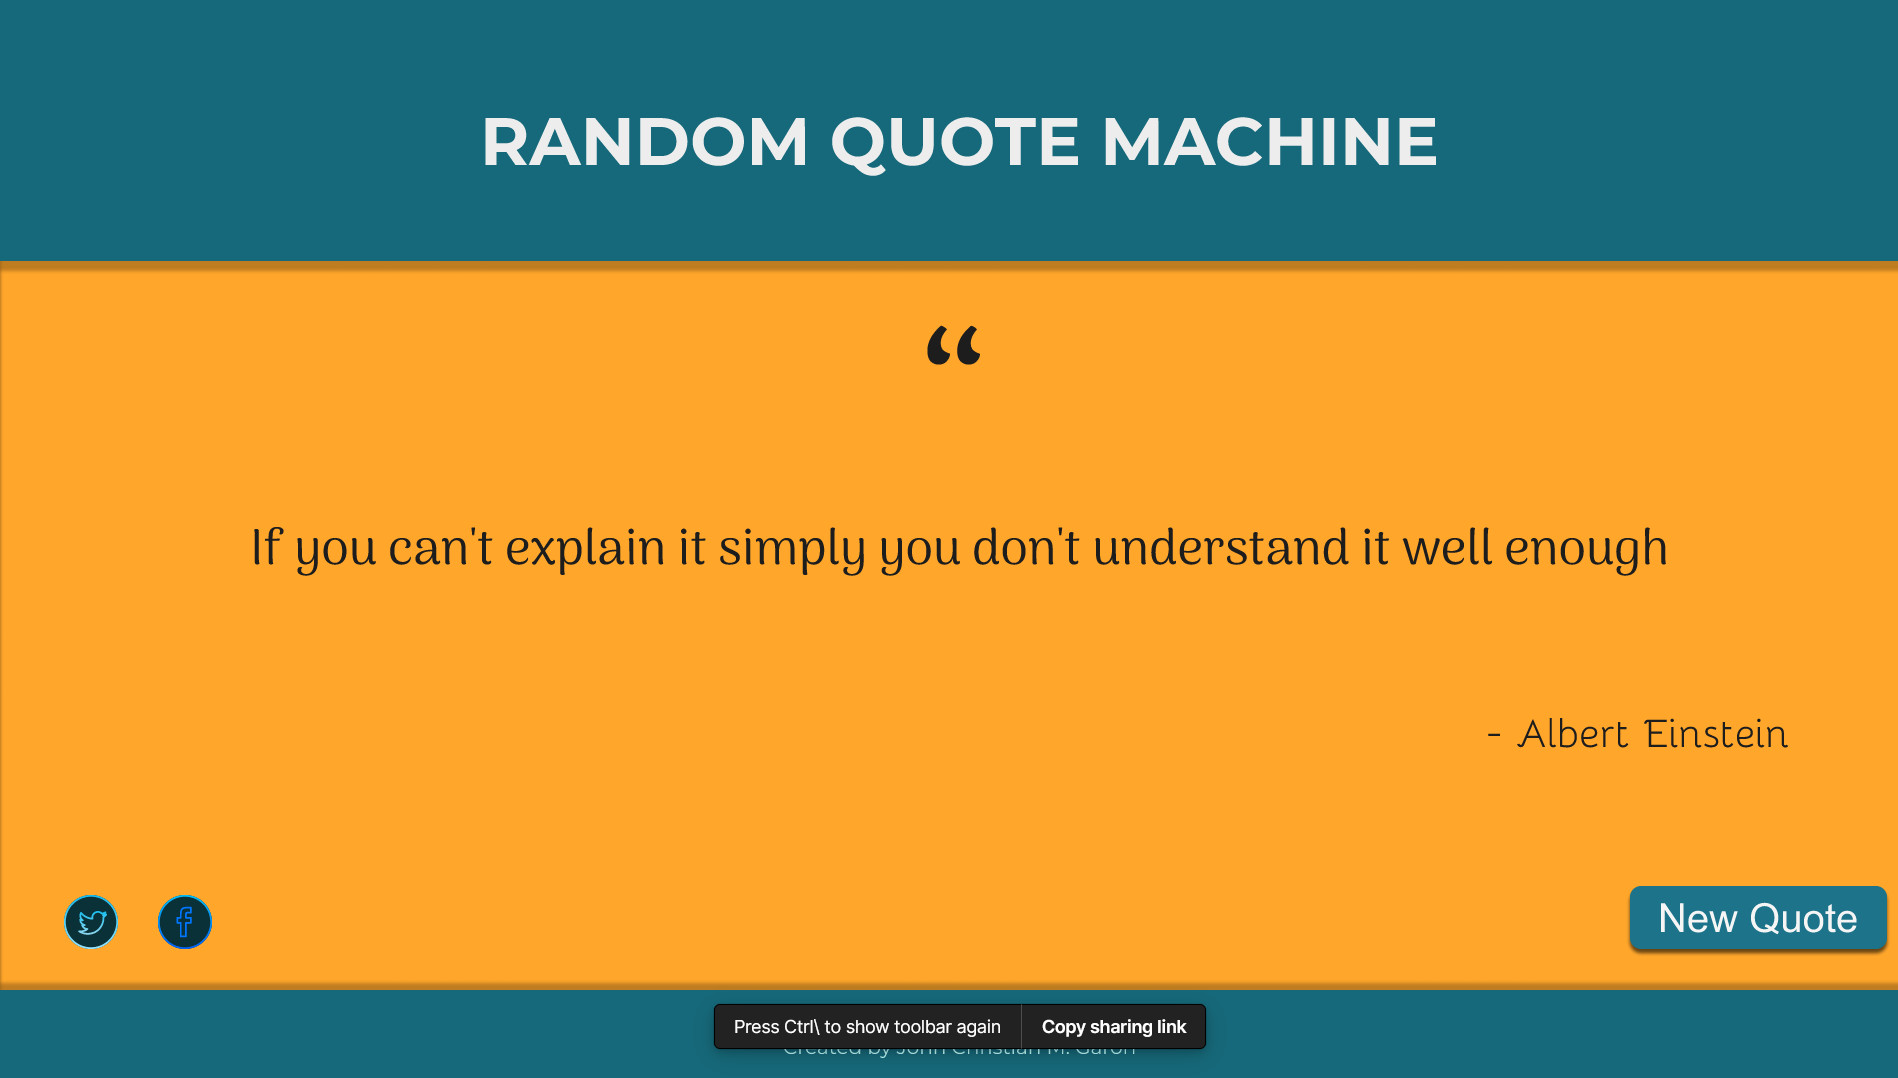 RANDOM QUOTE MACHINE
“
If you can't explain it simply you don't understand it well enough
- Albert Einstein
New Quote
Press Ctrl\ to show toolbar again
Copy sharing link
Created by John Christian M.